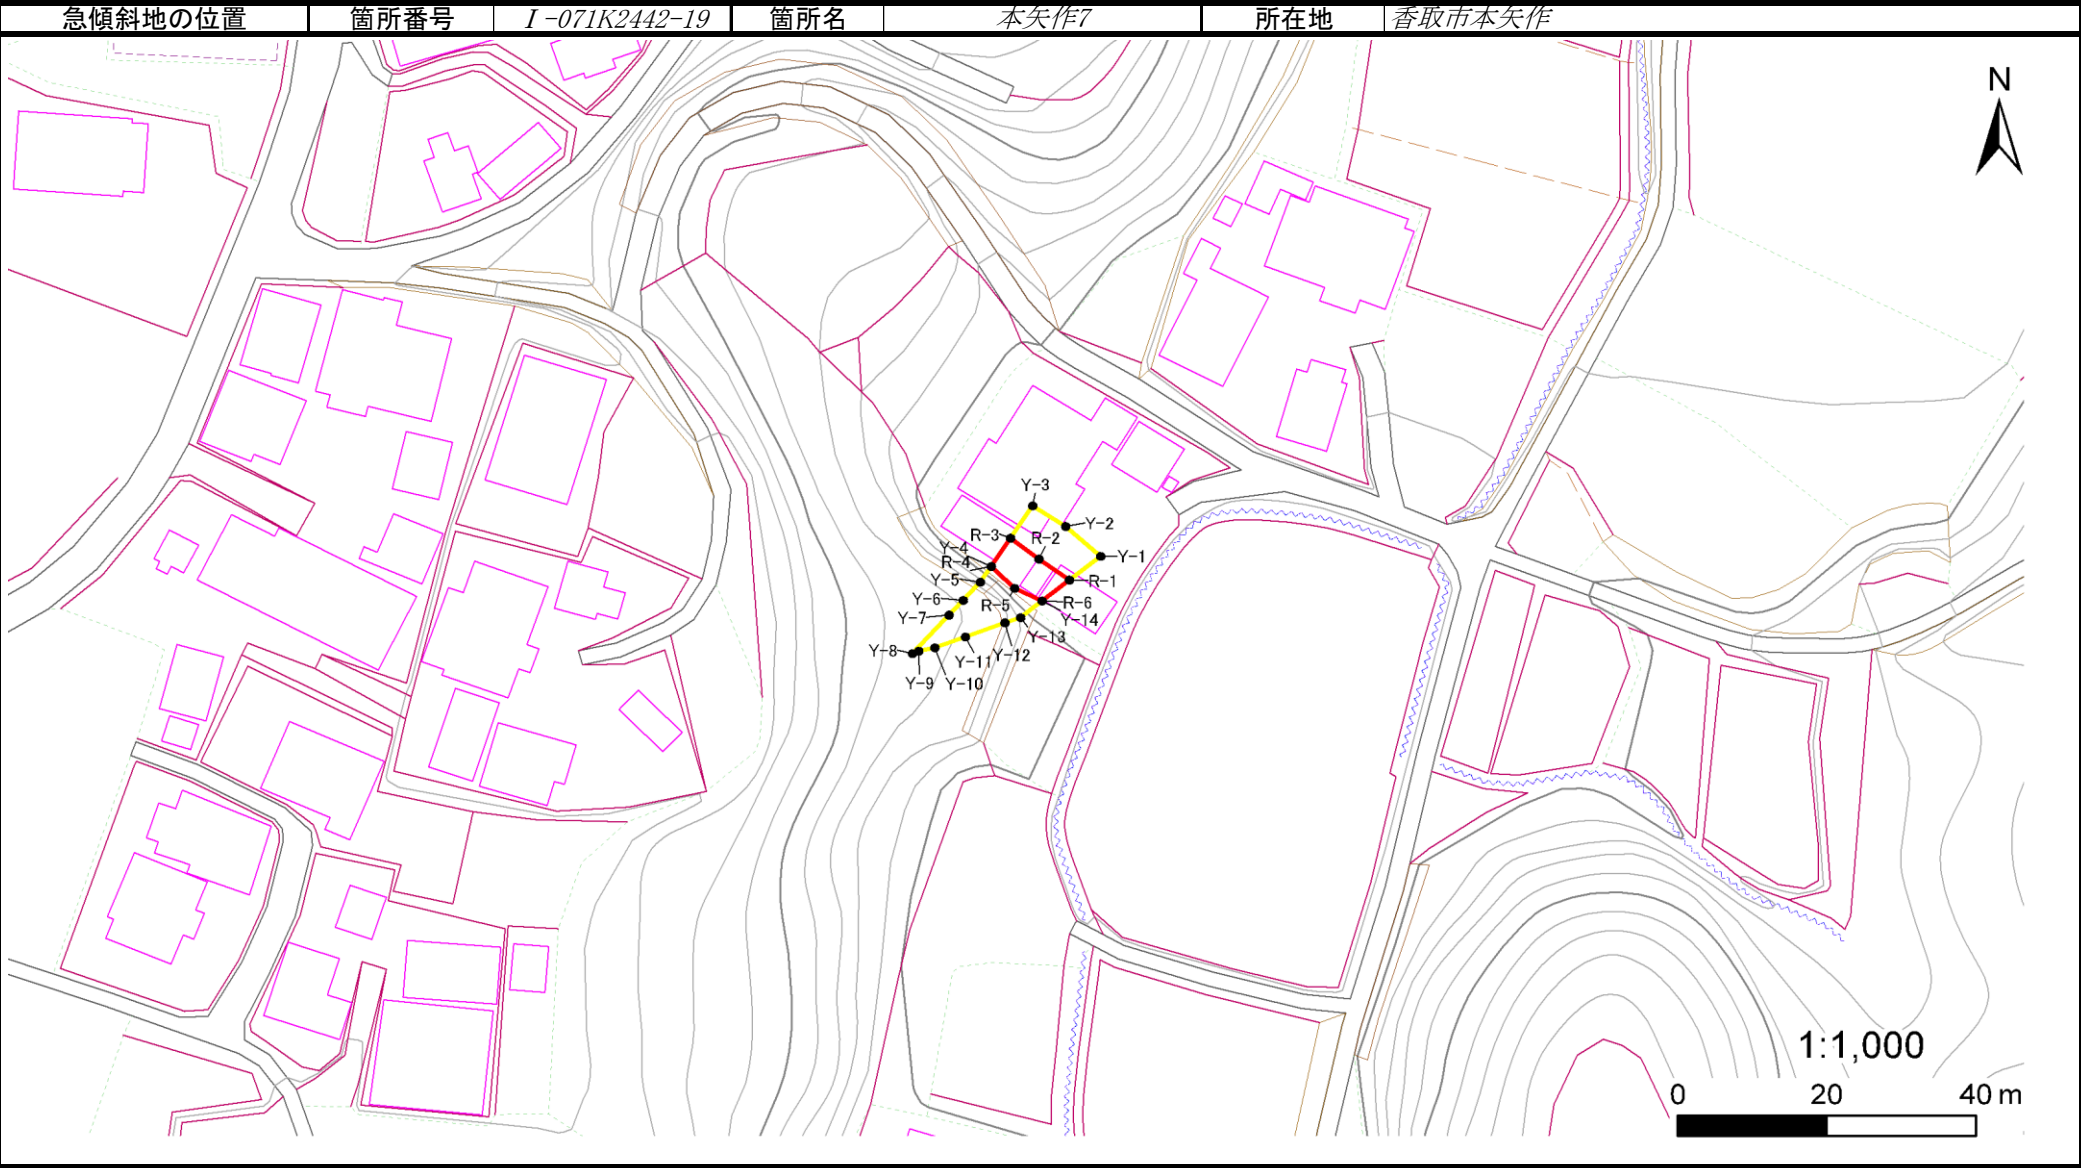 急傾斜地の位置 箇所番号 I-071K2442-19 箇所名 本矢作7 所在地 香取市本矢作
N
Y-3
Y-2
R-3
R-2
Y-4
Y-1
R-4
Y-5
R-1
Y-6
R-5
R-6
Y-7
Y-14
Y-13
Y-8
Y-11
Y-12
Y-9
Y-10
1:1,000
0 20 40 m